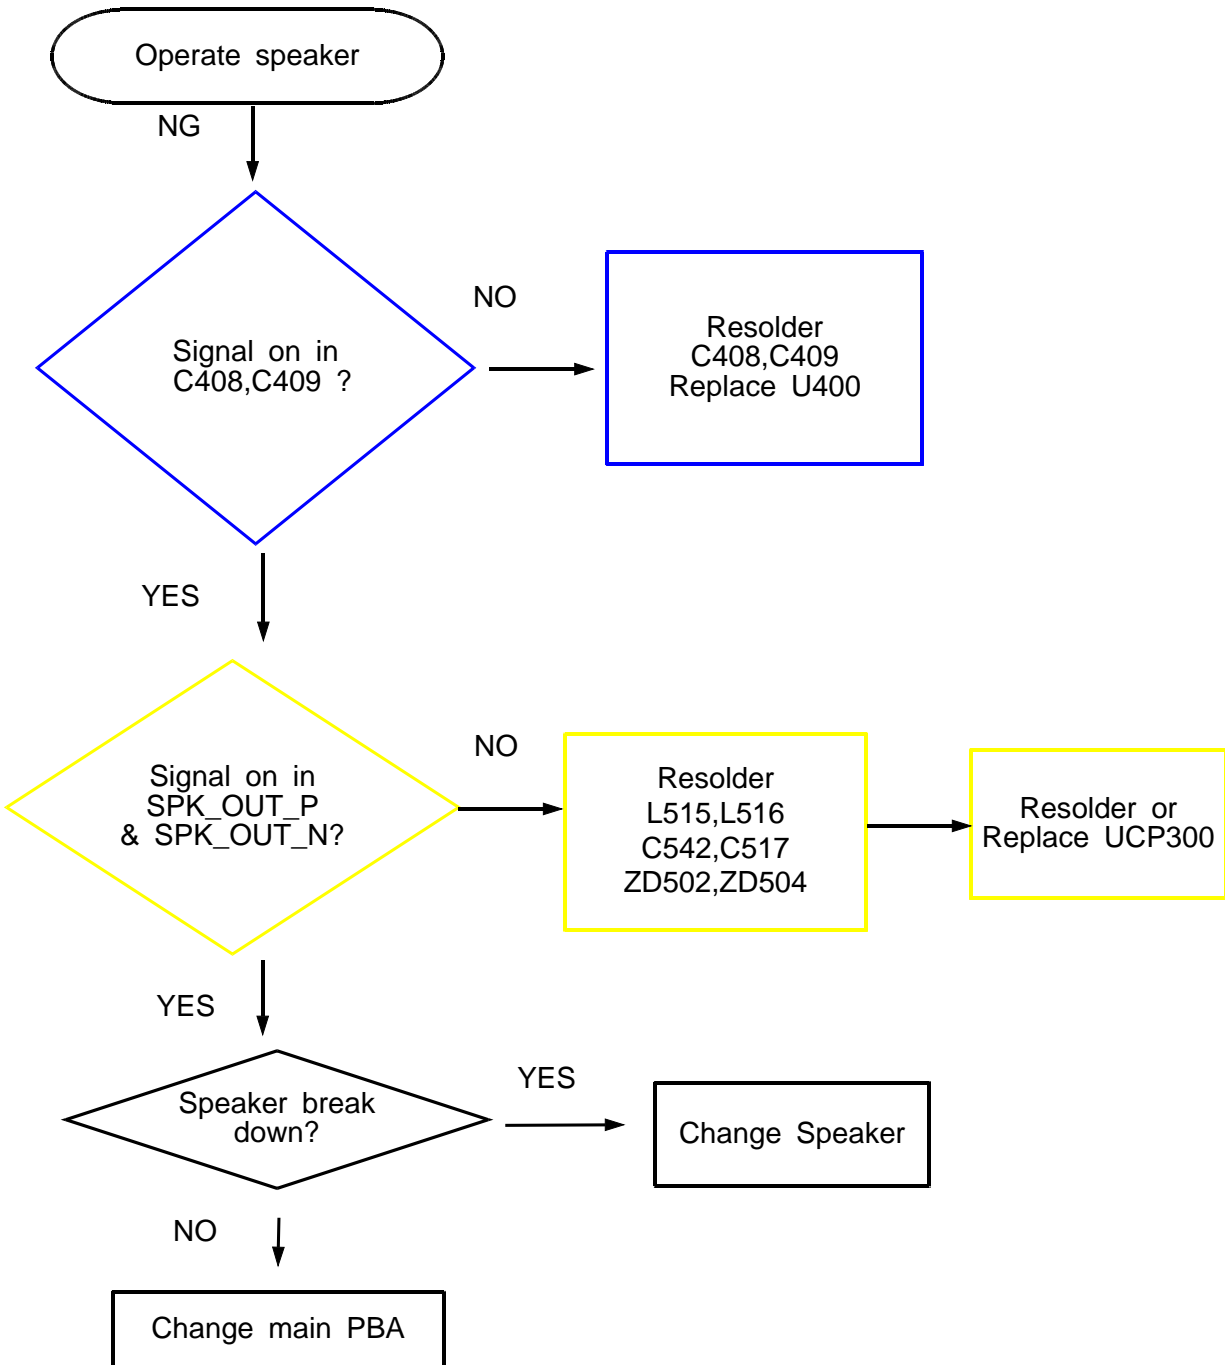 Operate speaker
NG
Signal on in
C408,C409 ?
NO
Resolder
C408,C409
Replace U400
YES
Signal on in
SPK_OUT_P
& SPK_OUT_N?
NO
Resolder
L515,L516
C542,C517
ZD502,ZD504
Resolder or
Replace UCP300
YES
Speaker break
down?
YES
Change Speaker
NO
Change main PBA